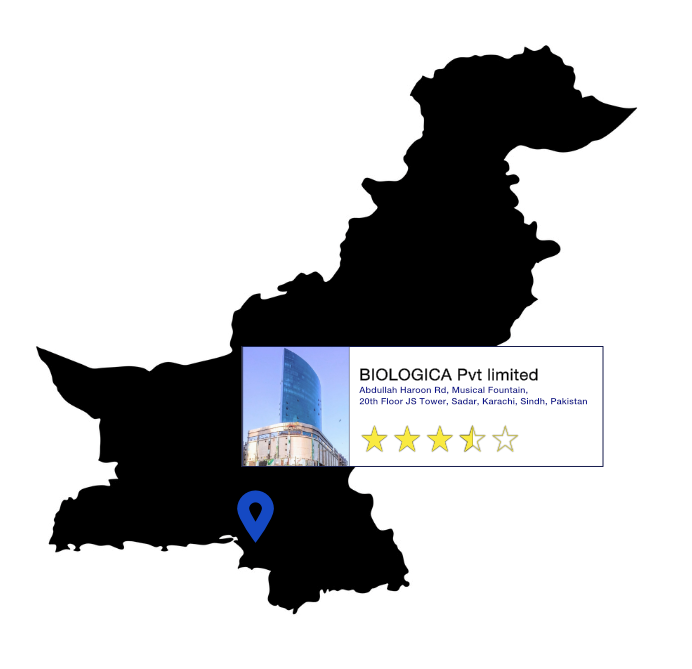 BIOLOGICA Pvt limited
Abdullah Haroon Rd, Musical Fountain,
20th Floor JS Tower, Sadar, Karachi, Sindh, Pakistan